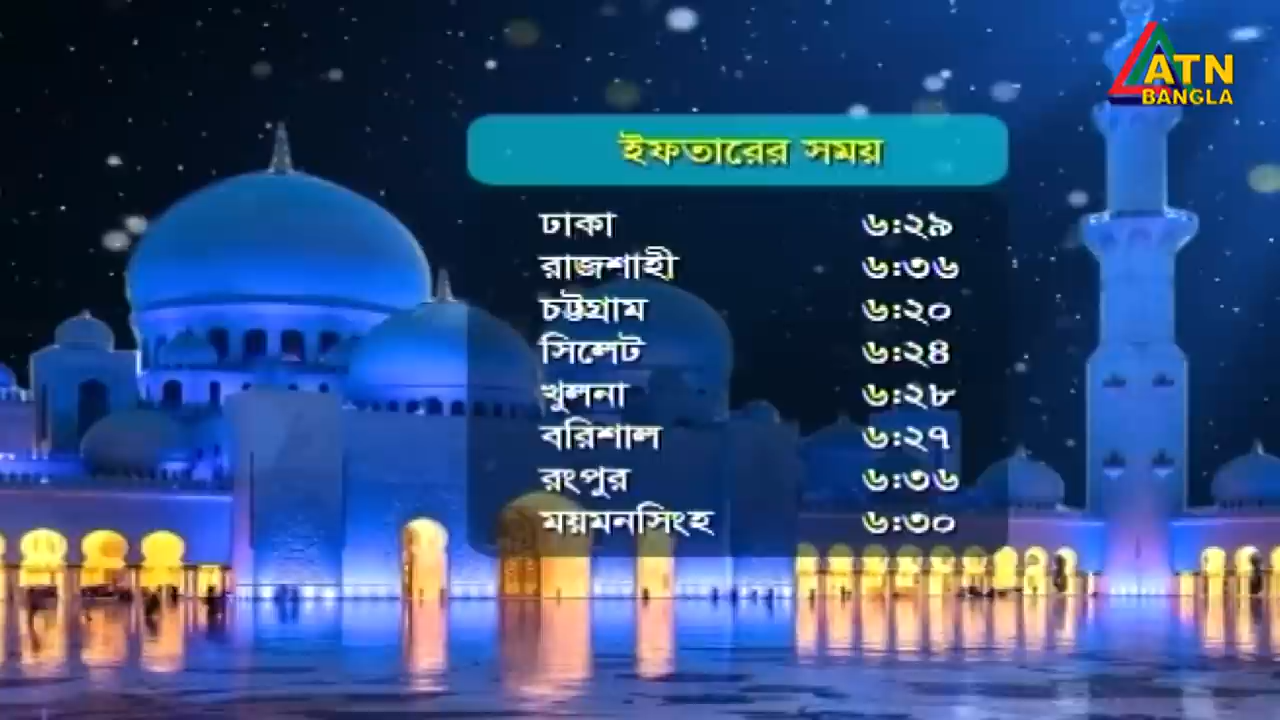 ATN
BANGLA
ইফতারের সময়
ঢাকা ৬:২৯
রাজশাহী ৬:৩৬
চট্টগ্রাম ৬:২০
সিলেট ৬:২৪
খুলনা ৬:২৮
বরিশাল ৬:২৭
রংপুর ৬:৩৬
ময়মনসিংহ ৬:৩০